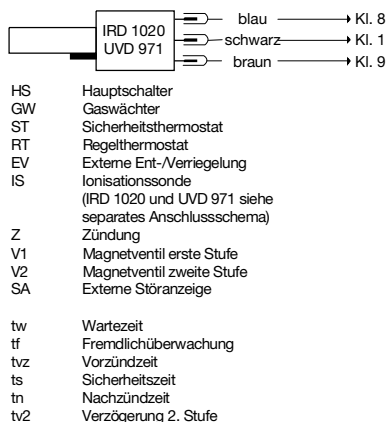 IRD 1020
UVD 971
blau Kl. 8
schwarz Kl. 1
braun Kl. 9
HS Hauptschalter
GW Gaswächter
ST Sicherheitsthermostat
RT Regelthermostat
EV Externe Ent-/Verriegelung
IS Ionisationssonde
(IRD 1020 und UVD 971 siehe
separates Anschlussschema)
Z Zündung
V1 Magnetventil erste Stufe
V2 Magnetventil zweite Stufe
SA Externe Störanzeige
tw Wartezeit
tf Fremdlichüberwachung
tvz Vorzündzeit
ts Sicherheitszeit
tn Nachzündzeit
tv2 Verzögerung 2. Stufe